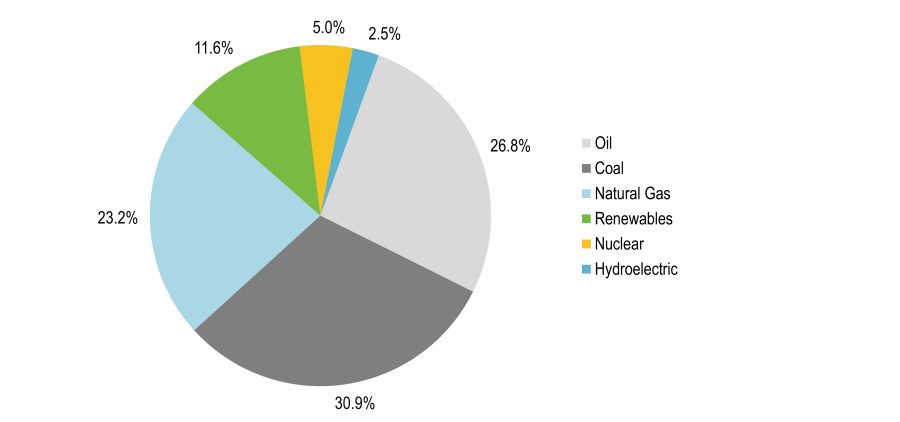 5.0%
2.5%
11.6%
26.8%
23.2%
30.9%
Oil
Coal
Natural Gas
Renewables
Nuclear
Hydroelectric